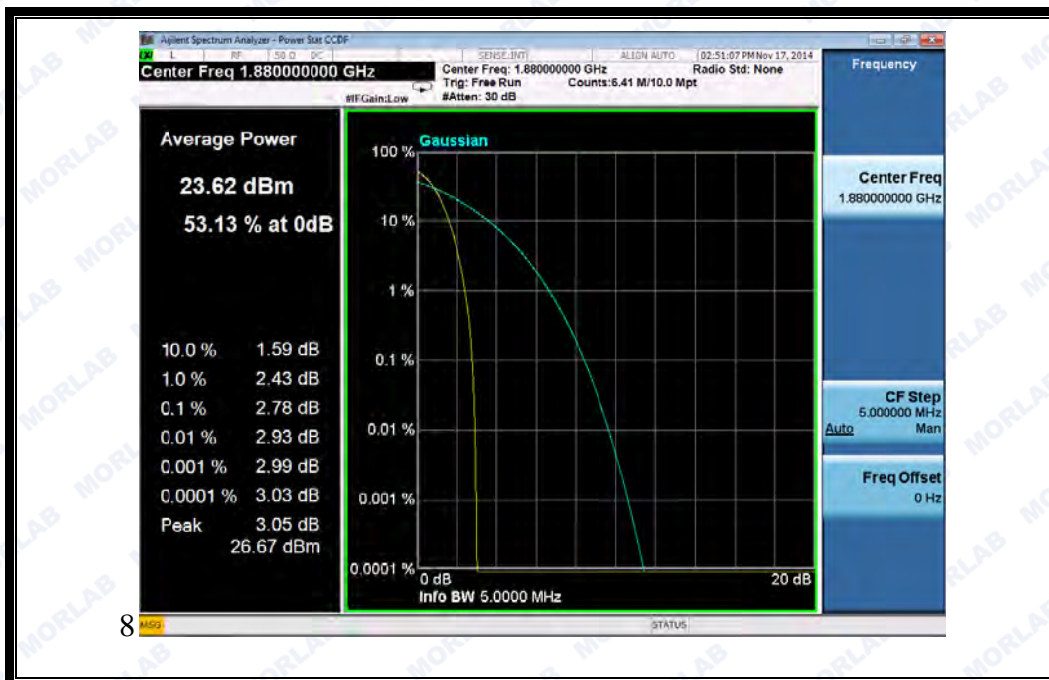 Agilent Spectrum Analyzer - Power Stat CCDF
LXI L RF 50 Ω DC SENSE:INT ALIGN AUTO 02:51:07 PM Nov 17, 2014
Center Freq 1.880000000 GHz
Center Freq: 1.880000000 GHz Radio Std: None
Trig: Free Run Counts:6.41 M/10.0 Mpt
#IFGain:Low #Atten: 30 dB
Frequency
Average Power
23.62 dBm
53.13 % at 0dB
10.0 % 1.59 dB
1.0 % 2.43 dB
0.1 % 2.78 dB
0.01 % 2.93 dB
0.001 % 2.99 dB
0.0001 % 3.03 dB
Peak 3.05 dB
26.67 dBm
Gaussian
100 %
10 %
1 %
0.1 %
0.01 %
0.001 %
0.0001 %
0 dB 20 dB
Info BW 5.0000 MHz
Center Freq
1.880000000 GHz
CF Step
5.000000 MHz
Auto Man
Freq Offset
0 Hz
8
MSG STATUS
MORLAB